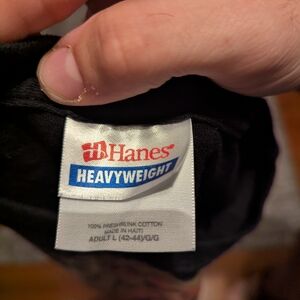 Hanes
HEAVYWEIGHT
100% PRESHRUNK COTTON
MADE IN HAITI
ADULT L (42-44)/G/G